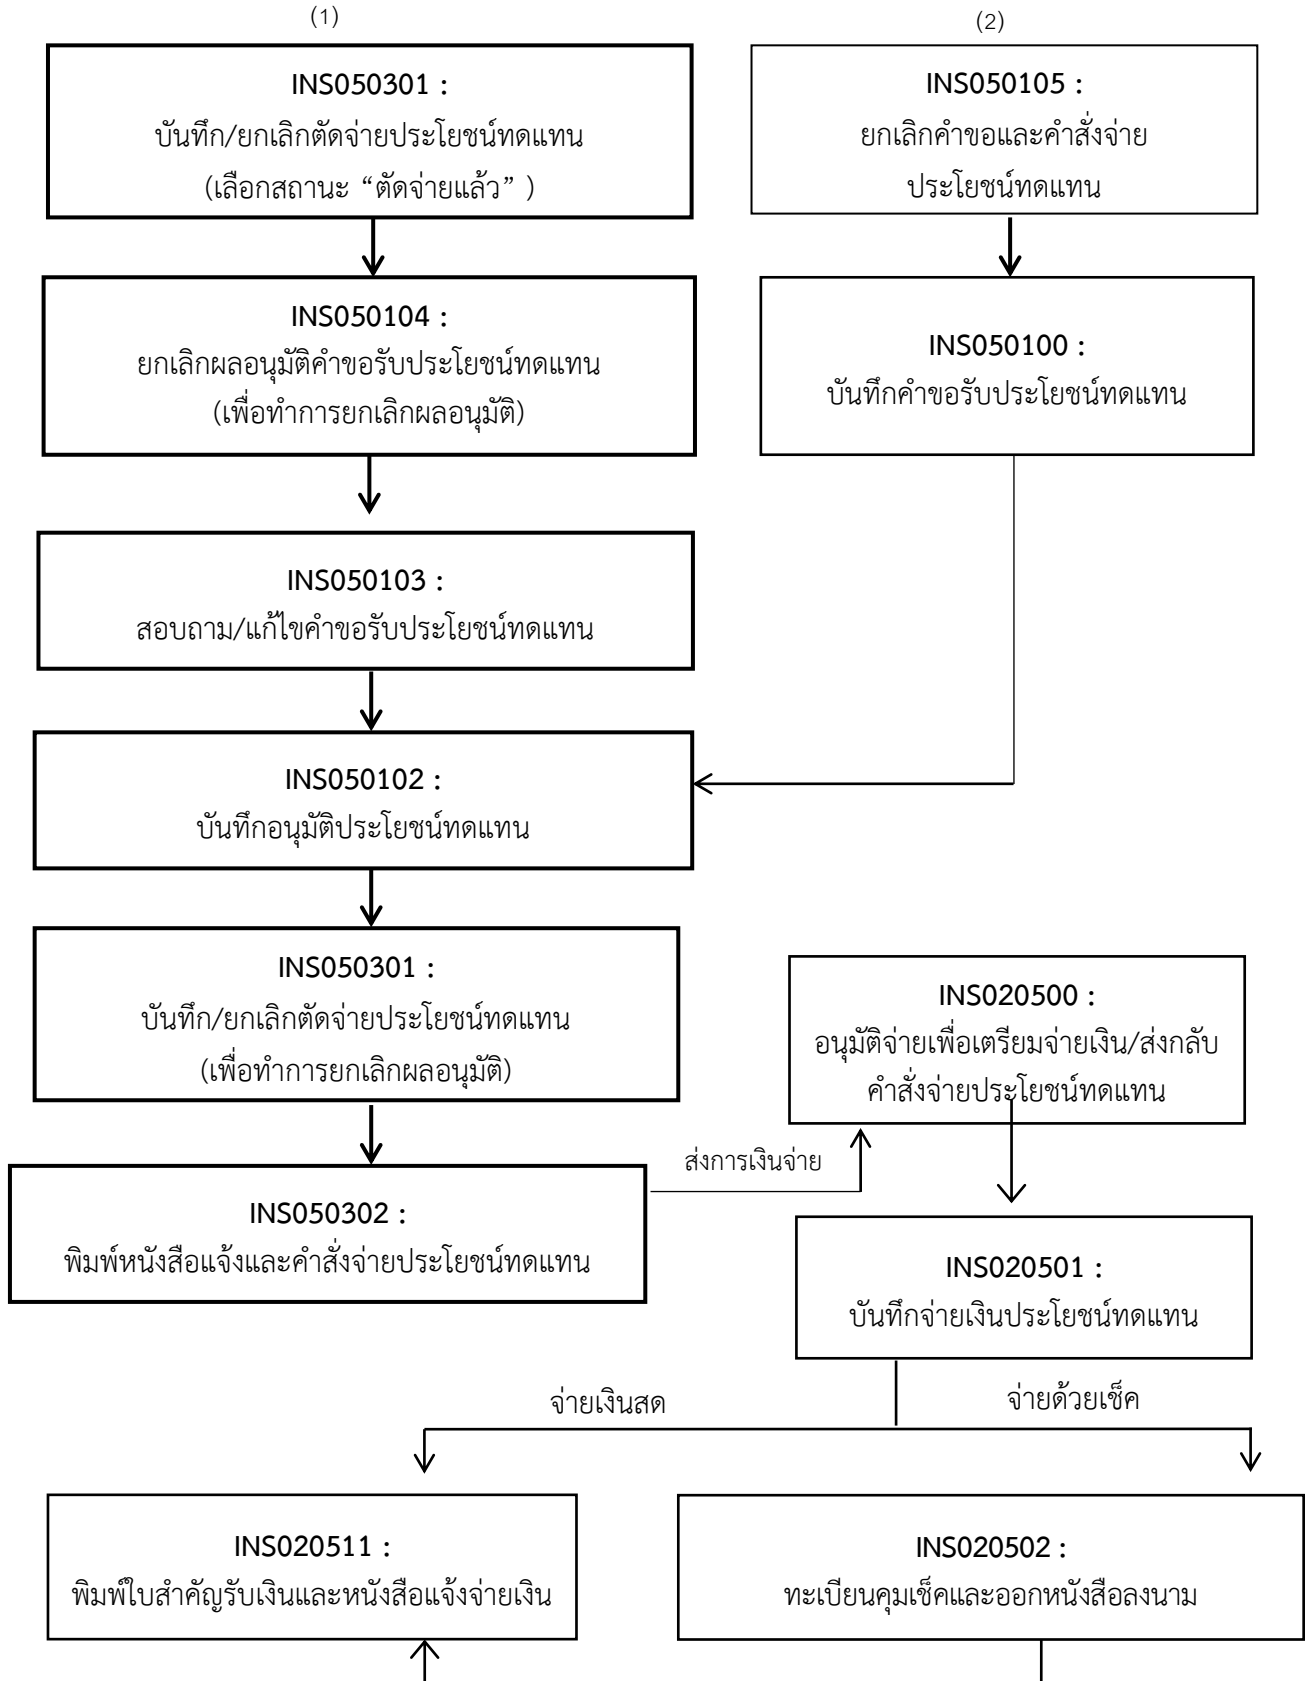 (1)
(2)
INS050301 :
บันทึก/ยกเลิกตัดจ่ายประโยชน์ทดแทน
(เลือกสถานะ “ตัดจ่ายแล้ว” )
INS050105 :
ยกเลิกคำขอและคำสั่งจ่าย
ประโยชน์ทดแทน
INS050104 :
ยกเลิกผลอนุมัติคำขอรับประโยชน์ทดแทน
(เพื่อทำการยกเลิกผลอนุมัติ)
INS050100 :
บันทึกคำขอรับประโยชน์ทดแทน
INS050103 :
สอบถาม/แก้ไขคำขอรับประโยชน์ทดแทน
INS050102 :
บันทึกอนุมัติประโยชน์ทดแทน
INS050301 :
บันทึก/ยกเลิกตัดจ่ายประโยชน์ทดแทน
(เพื่อทำการยกเลิกผลอนุมัติ)
INS020500 :
อนุมัติจ่ายเพื่อเตรียมจ่ายเงิน/ส่งกลับ
คำสั่งจ่ายประโยชน์ทดแทน
ส่งการเงินจ่าย
INS050302 :
พิมพ์หนังสือแจ้งและคำสั่งจ่ายประโยชน์ทดแทน
INS020501 :
บันทึกจ่ายเงินประโยชน์ทดแทน
จ่ายเงินสด
จ่ายด้วยเช็ค
INS020511 :
พิมพ์ใบสำคัญรับเงินและหนังสือแจ้งจ่ายเงิน
INS020502 :
ทะเบียนคุมเช็คและออกหนังสือลงนาม